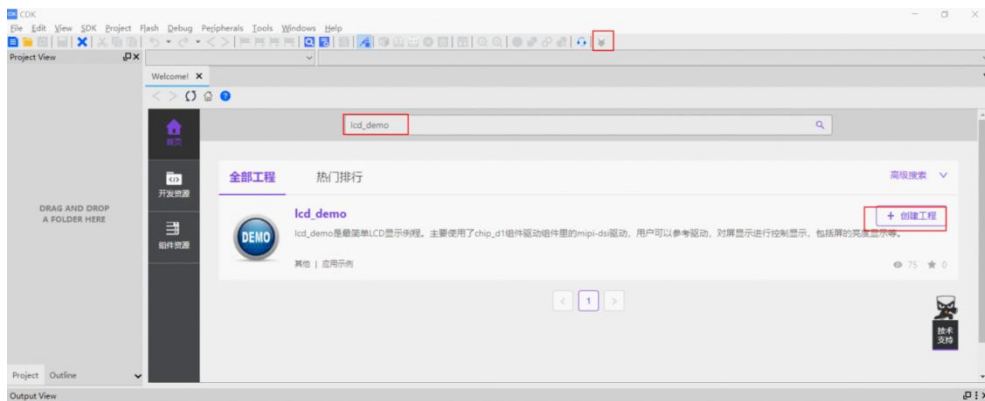 CDK
File Edit View SDK Project Flash Debug Peripherals Tools Windows Help
Project View
Welcome!
lcd_demo
首页
开发资源
组件资源
全部工程 热门排行 高级搜索
DRAG AND DROP
A FOLDER HERE
DEMO
lcd_demo
+ 创建工程
lcd_demo是最简单LCD显示例程。主要使用了chip_d1组件驱动组件里的mipi-dsi驱动，用户可以参考驱动，对屏显示进行控制显示，包括屏的亮度显示等。
其他 | 应用示例
75 0
< 1 >
技术
支持
Project Outline
Output View